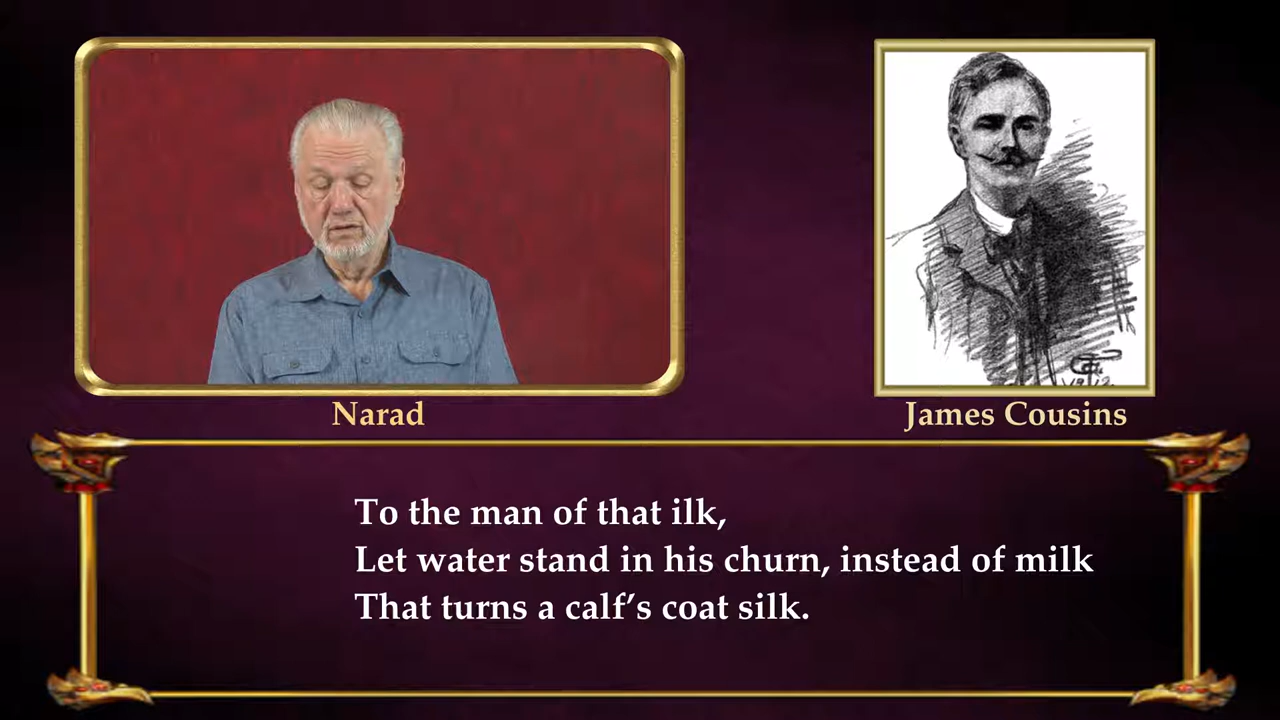 Narad
James Cousins
To the man of that ilk,
Let water stand in his churn, instead of milk
That turns a calf’s coat silk.